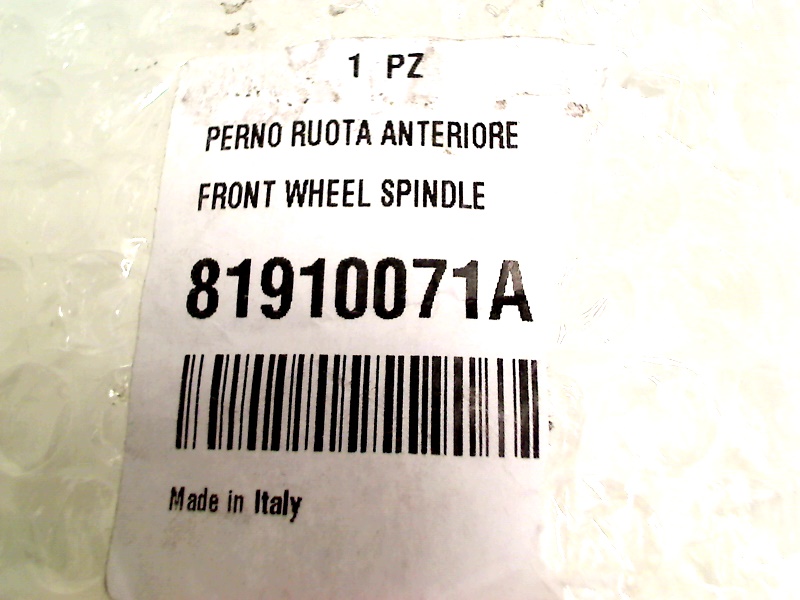 1 PZ
PERNO RUOTA ANTERIORE
FRONT WHEEL SPINDLE
81910071A
Made in Italy